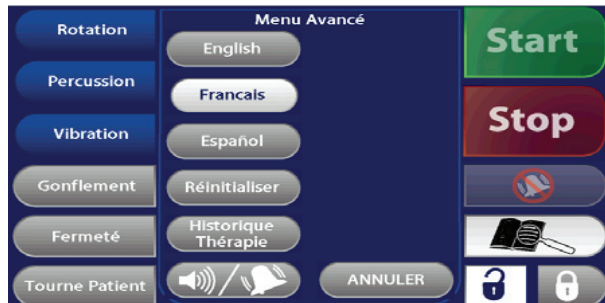 Menu Avancé
Rotation
Percussion
Vibration
Gonflement
Fermeté
Tourne Patient
English
Francais
Español
Réinitialiser
Historique
Thérapie
ANNULER
Start
Stop